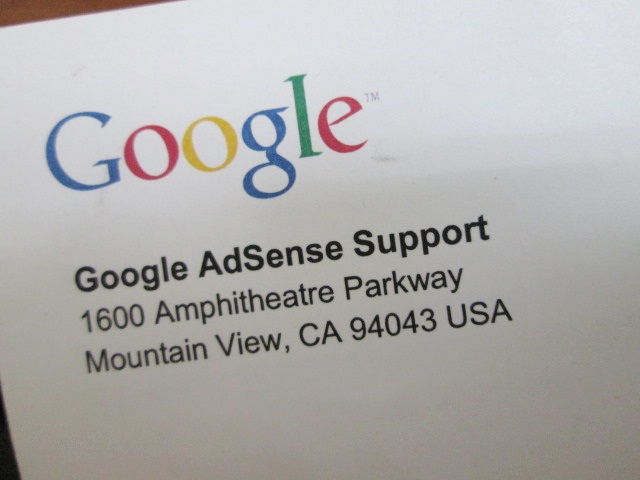 Google™
Google AdSense Support
1600 Amphitheatre Parkway
Mountain View, CA 94043 USA